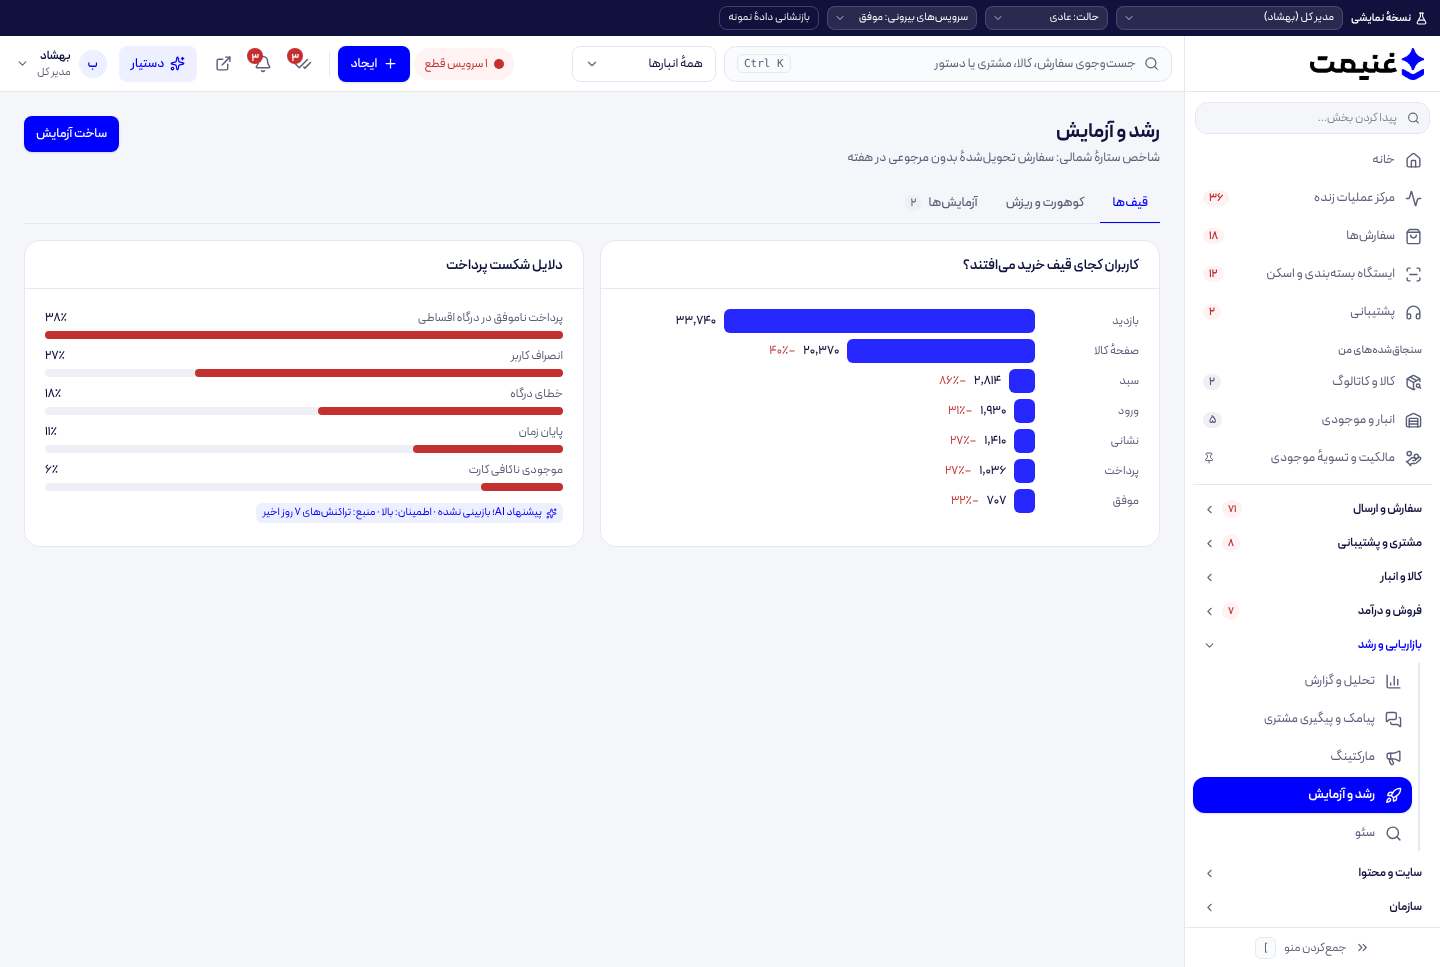 نسخهٔ نمایشی
مدیر کل (بهشاد)
حالت: عادی
سرویس‌های بیرونی: موفق
بازنشانی دادهٔ نمونه
غنیمت
جست‌وجوی سفارش، کالا، مشتری یا دستور
Ctrl K
همهٔ انبارها
۱ سرویس قطع
ایجاد
۳
۳
دستیار
ب
بهشاد
مدیر کل
پیدا کردن بخش...
خانه
مرکز عملیات زنده ۳۶
سفارش‌ها ۱۸
ایستگاه بسته‌بندی و اسکن ۱۲
پشتیبانی ۲
سنجاق‌شده‌های من
کالا و کاتالوگ ۲
انبار و موجودی ۵
مالکیت و تسویهٔ موجودی
سفارش و ارسال ۷۱
مشتری و پشتیبانی ۸
کالا و انبار
فروش و درآمد ۷
بازاریابی و رشد
تحلیل و گزارش
پیامک و پیگیری مشتری
مارکتینگ
رشد و آزمایش
سئو
سایت و محتوا
سازمان
جمع‌کردن منو [
رشد و آزمایش
شاخص ستارهٔ شمالی: سفارش تحویل‌شدهٔ بدون مرجوعی در هفته
ساخت آزمایش
قیف‌ها
کوهورت و ریزش
آزمایش‌ها ۲
کاربران کجای قیف خرید می‌افتند؟
بازدید ۳۳,۷۴۰
صفحهٔ کالا ۲۰,۳۷۰ −۴۰٪
سبد ۲,۸۱۴ −۸۶٪
ورود ۱,۹۳۰ −۳۱٪
نشانی ۱,۴۱۰ −۲۷٪
پرداخت ۱,۰۳۶ −۲۷٪
موفق ۷۰۷ −۳۲٪
دلایل شکست پرداخت
پرداخت ناموفق در درگاه اقساطی ۳۸٪
انصراف کاربر ۲۷٪
خطای درگاه ۱۸٪
پایان زمان ۱۱٪
موجودی ناکافی کارت ۶٪
پیشنهاد AI؛ بازبینی نشده · اطمینان: بالا · منبع: تراکنش‌های ۷ روز اخیر